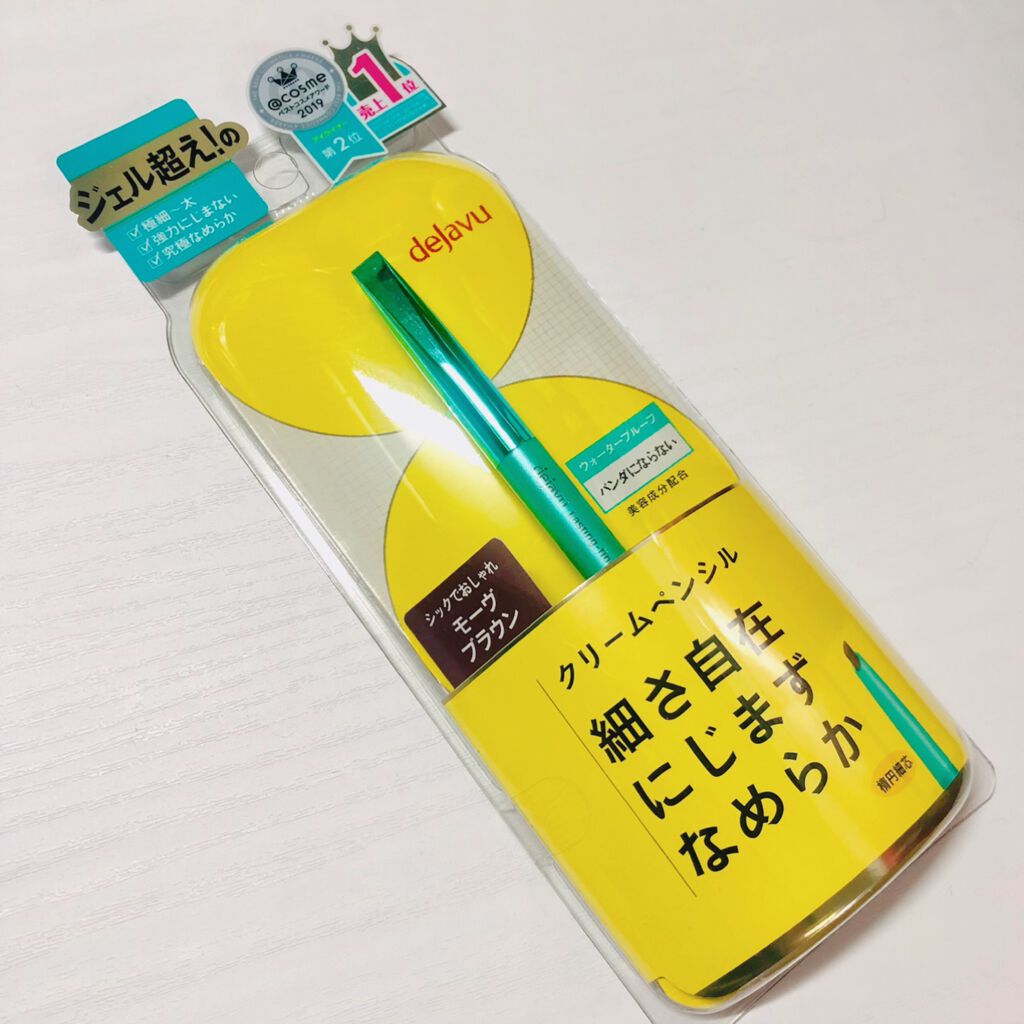 ジェル超え!の
極細〜太
強力にじまない
究極なめらか
@cosme
ベストコスメアワード
2019
アイライナー
第2位
売上1位
dejavu
ウォータープルーフ
パンダにならない
美容成分配合
シックでおしゃれ
モーヴ
ブラウン
クリームペンシル
細さ自在
にじまず
なめらか
楕円細芯